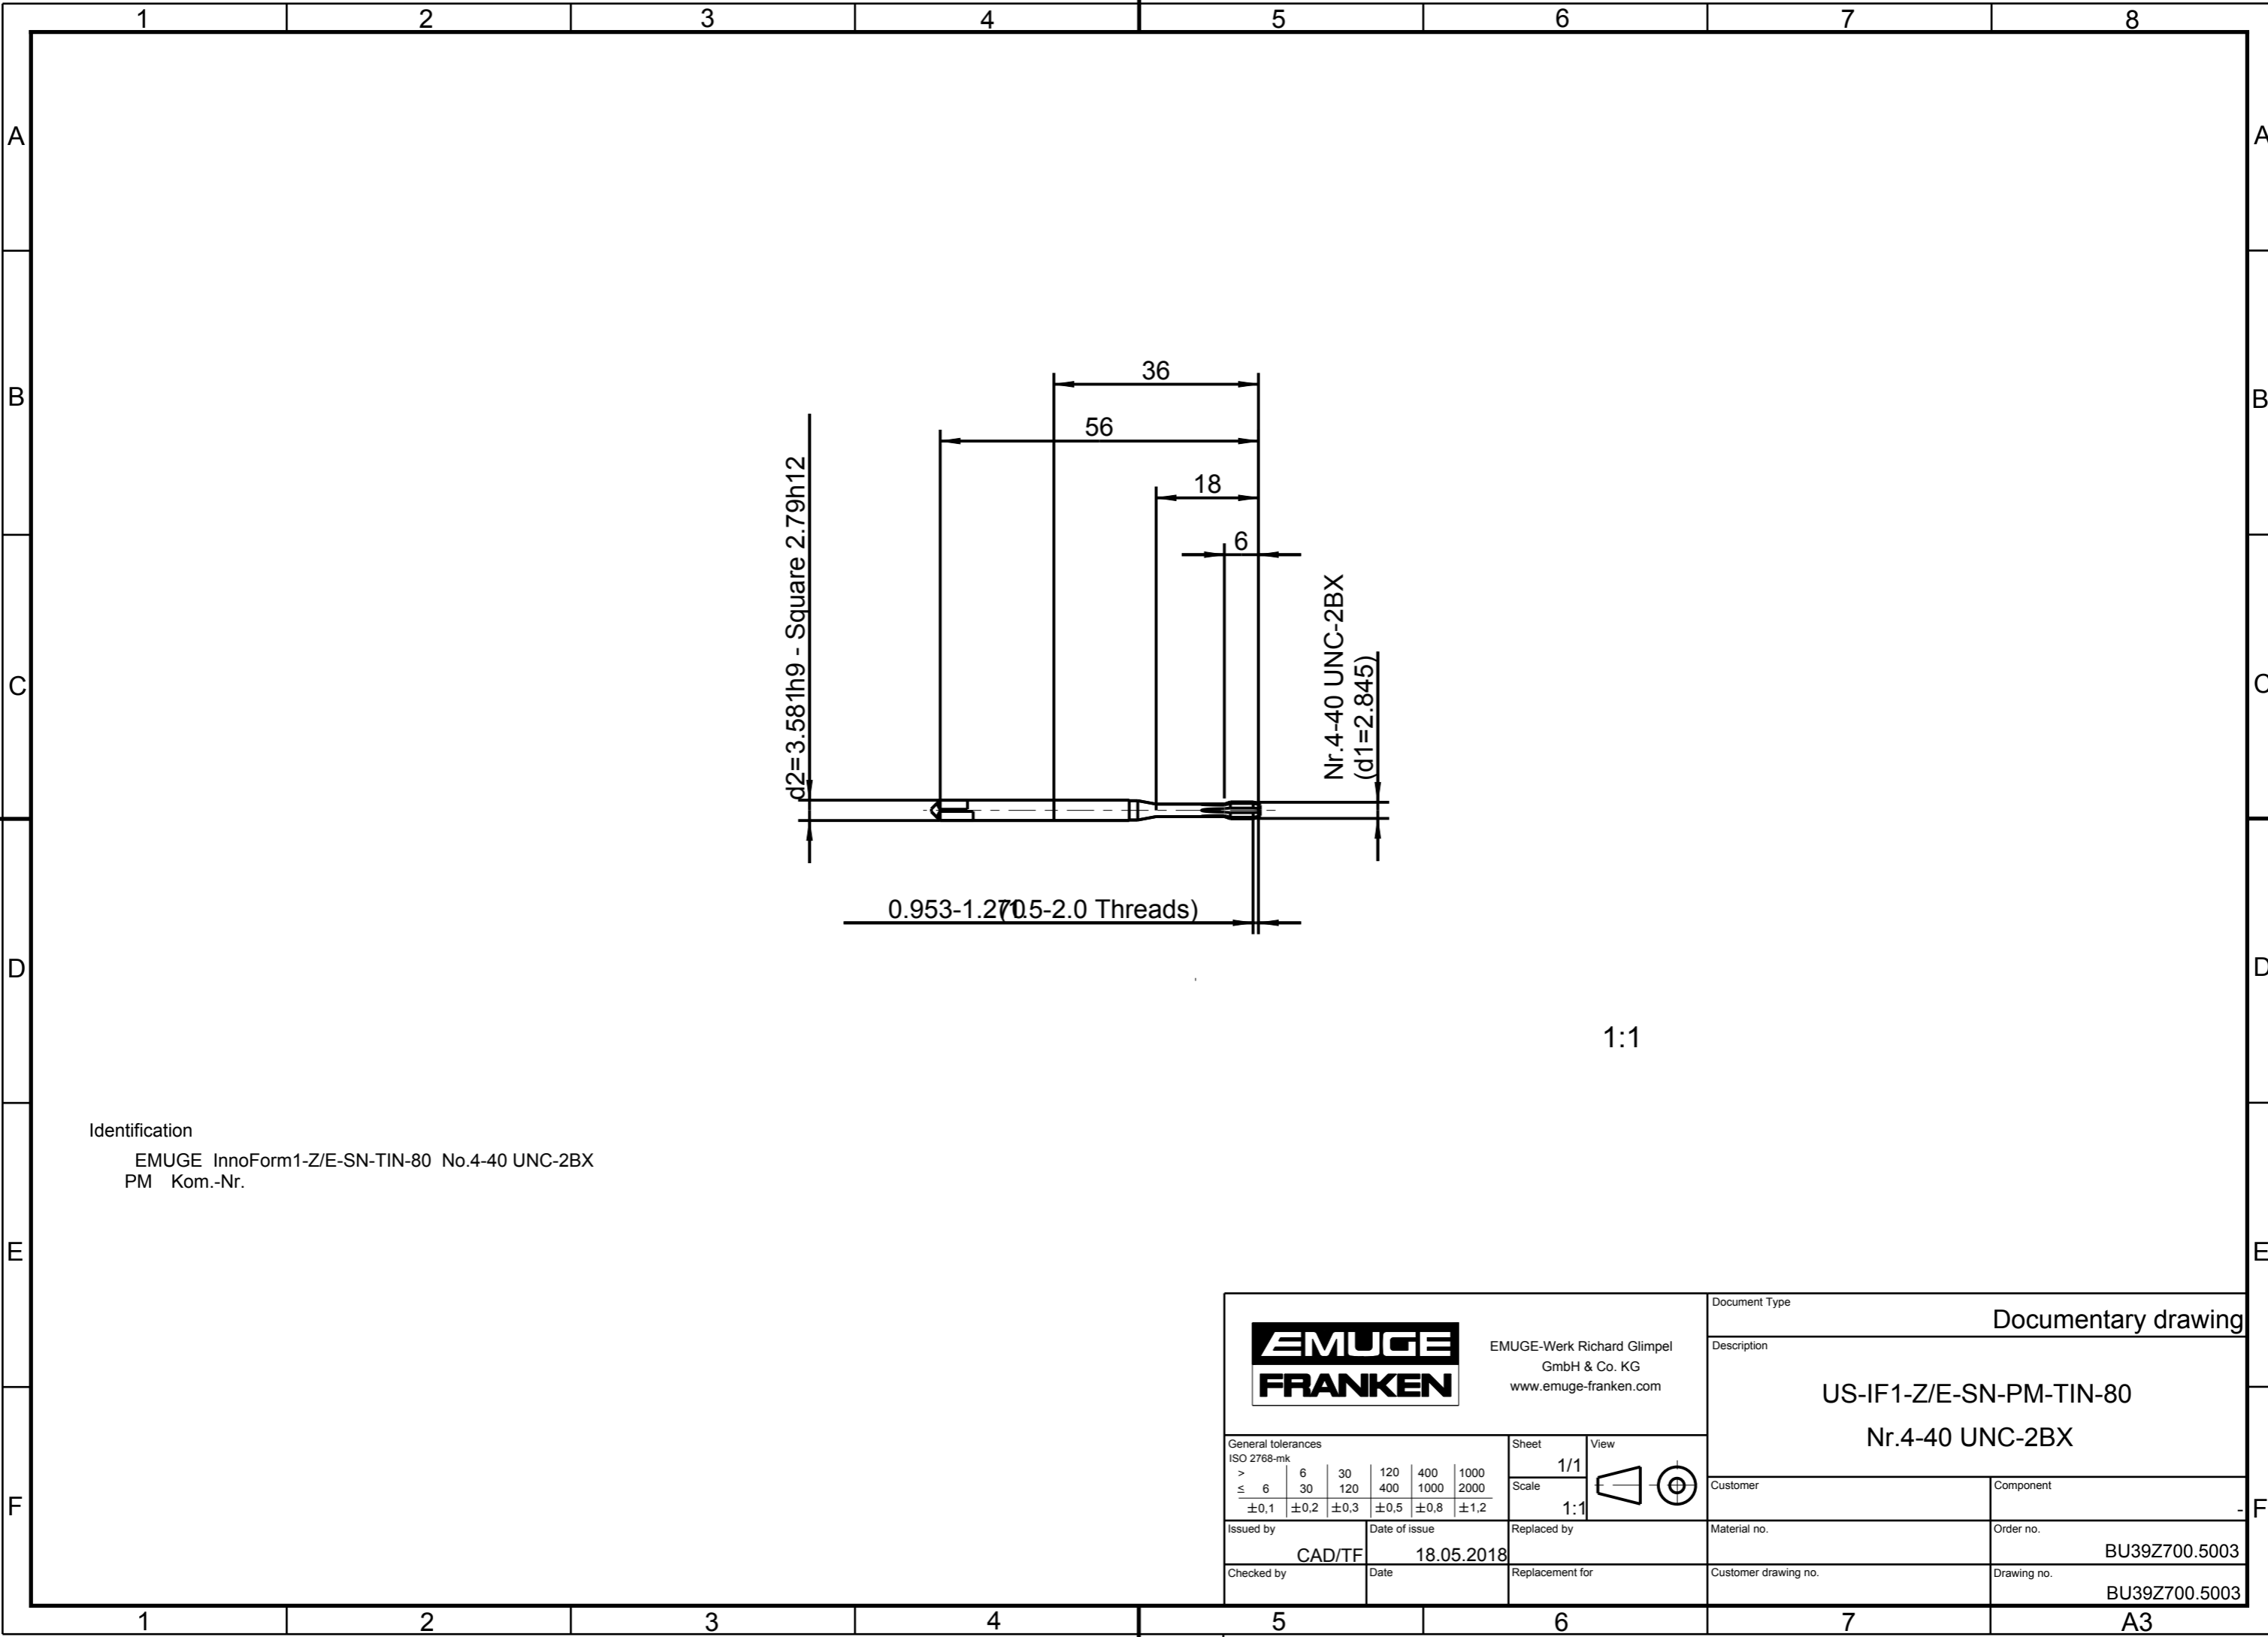 1 2 3 4 5 6 7 8
A A
B B
C C
D D
E E
F F
36
56
18
6
d2=3.581h9 - Square 2.79h12
Nr.4-40 UNC-2BX
(d1=2.845)
0.953-1.270 (1.5-2.0 Threads)
1:1
Identification
EMUGE InnoForm1-Z/E-SN-TIN-80 No.4-40 UNC-2BX
PM Kom.-Nr.
EMUGE
FRANKEN
EMUGE-Werk Richard Glimpel
GmbH & Co. KG
www.emuge-franken.com
Document Type
Documentary drawing
Description
US-IF1-Z/E-SN-PM-TIN-80
Nr.4-40 UNC-2BX
General tolerances
ISO 2768-mk
> 6 30 120 400 1000
≤ 6 30 120 400 1000 2000
±0,1 ±0,2 ±0,3 ±0,5 ±0,8 ±1,2
Sheet
1/1
View
Scale
1:1
Customer
Component
-
Issued by
CAD/TF
Date of issue
18.05.2018
Replaced by
Material no.
Order no.
BU39Z700.5003
Checked by
Date
Replacement for
Customer drawing no.
Drawing no.
BU39Z700.5003
1 2 3 4 5 6 7 A3